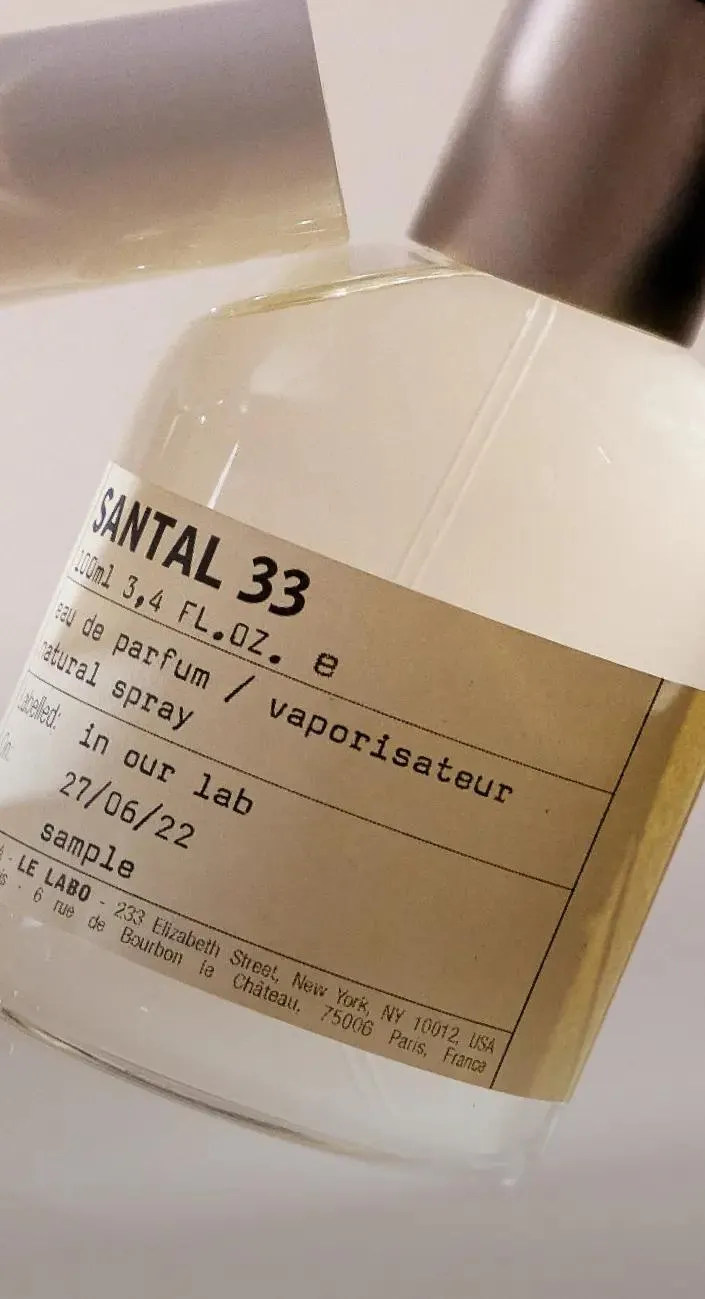 SANTAL 33
100ml 3,4 FL.OZ. e
eau de parfum / vaporisateur
natural spray
Labelled: in our lab
On: 27/06/22
sample
LE LABO - 233 Elizabeth Street, New York, NY 10012, USA
6 rue de Bourbon le Château, 75006 Paris, France